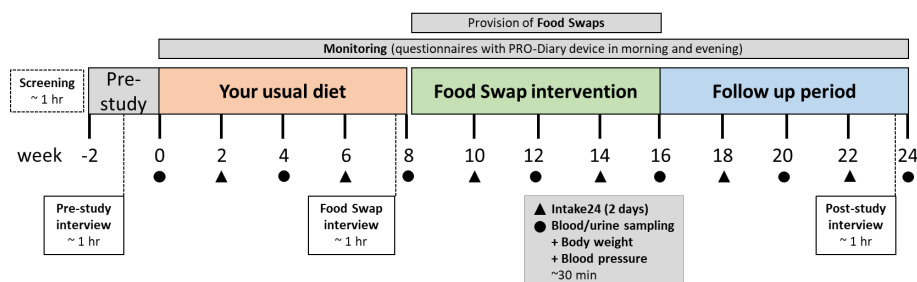 Provision of Food Swaps
Monitoring (questionnaires with PRO-Diary device in morning and evening)
Screening
~ 1 hr
Pre-
study
Your usual diet
Food Swap intervention
Follow up period
week -2 0 2 4 6 8 10 12 14 16 18 20 22 24
Pre-study
interview
~ 1 hr
Food Swap
interview
~ 1 hr
▲ Intake24 (2 days)
● Blood/urine sampling
+ Body weight
+ Blood pressure
~30 min
Post-study
interview
~ 1 hr